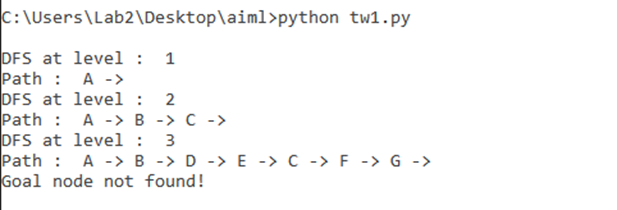 C:\Users\Lab2\Desktop\aiml>python tw1.py
DFS at level :  1
Path :  A ->
DFS at level :  2
Path :  A -> B -> C ->
DFS at level :  3
Path :  A -> B -> D -> E -> C -> F -> G ->
Goal node not found!